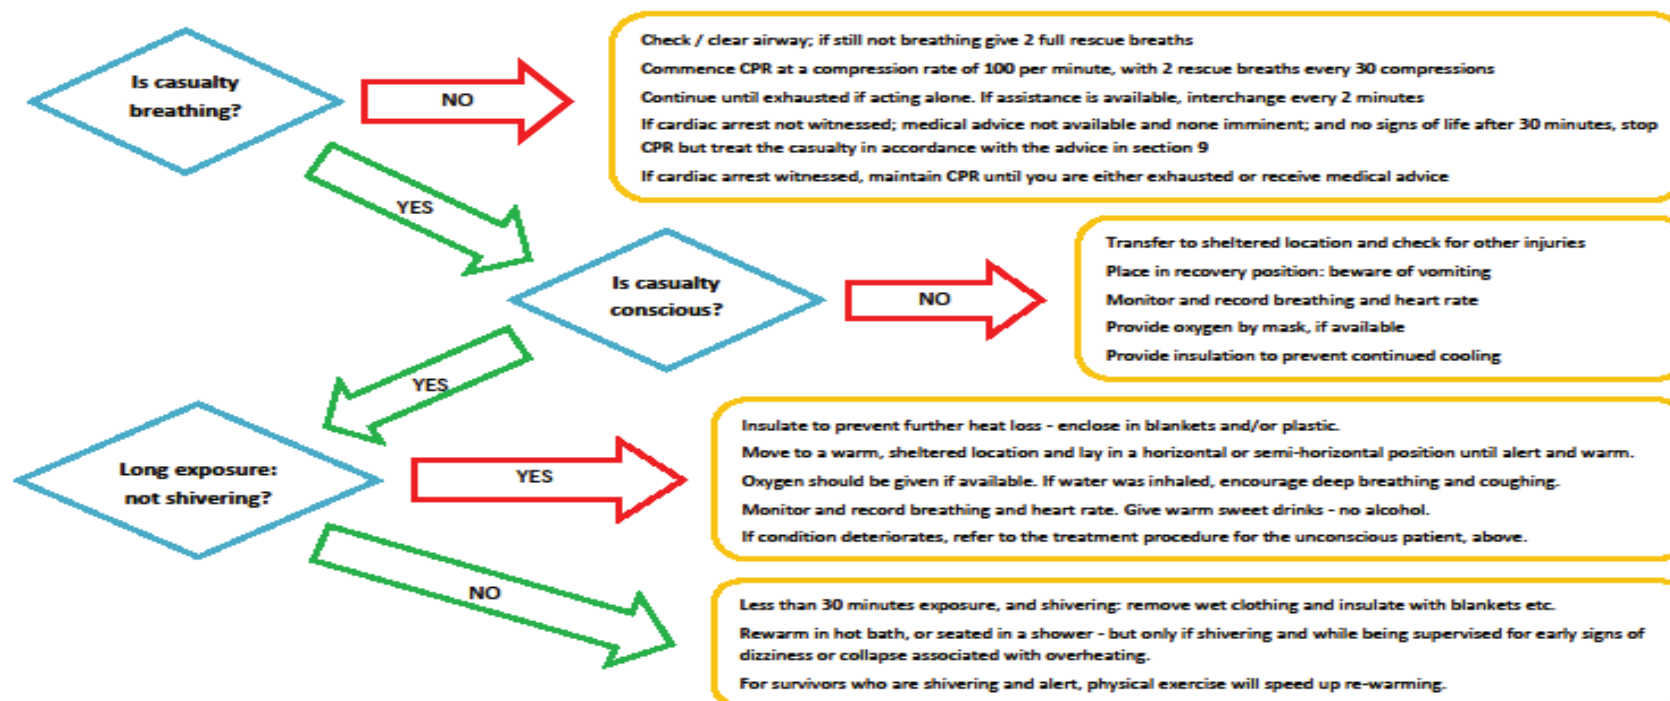 Is casualty
breathing?
NO
Check / clear airway; if still not breathing give 2 full rescue breaths
Commence CPR at a compression rate of 100 per minute, with 2 rescue breaths every 30 compressions
Continue until exhausted if acting alone. If assistance is available, interchange every 2 minutes
If cardiac arrest not witnessed; medical advice not available and none imminent; and no signs of life after 30 minutes, stop
CPR but treat the casualty in accordance with the advice in section 9
If cardiac arrest witnessed, maintain CPR until you are either exhausted or receive medical advice
YES
Is casualty
conscious?
NO
Transfer to sheltered location and check for other injuries
Place in recovery position: beware of vomiting
Monitor and record breathing and heart rate
Provide oxygen by mask, if available
Provide insulation to prevent continued cooling
YES
Long exposure:
not shivering?
YES
Insulate to prevent further heat loss - enclose in blankets and/or plastic.
Move to a warm, sheltered location and lay in a horizontal or semi-horizontal position until alert and warm.
Oxygen should be given if available. If water was inhaled, encourage deep breathing and coughing.
Monitor and record breathing and heart rate. Give warm sweet drinks - no alcohol.
If condition deteriorates, refer to the treatment procedure for the unconscious patient, above.
NO
Less than 30 minutes exposure, and shivering: remove wet clothing and insulate with blankets etc.
Rewarm in hot bath, or seated in a shower - but only if shivering and while being supervised for early signs of
dizziness or collapse associated with overheating.
For survivors who are shivering and alert, physical exercise will speed up re-warming.